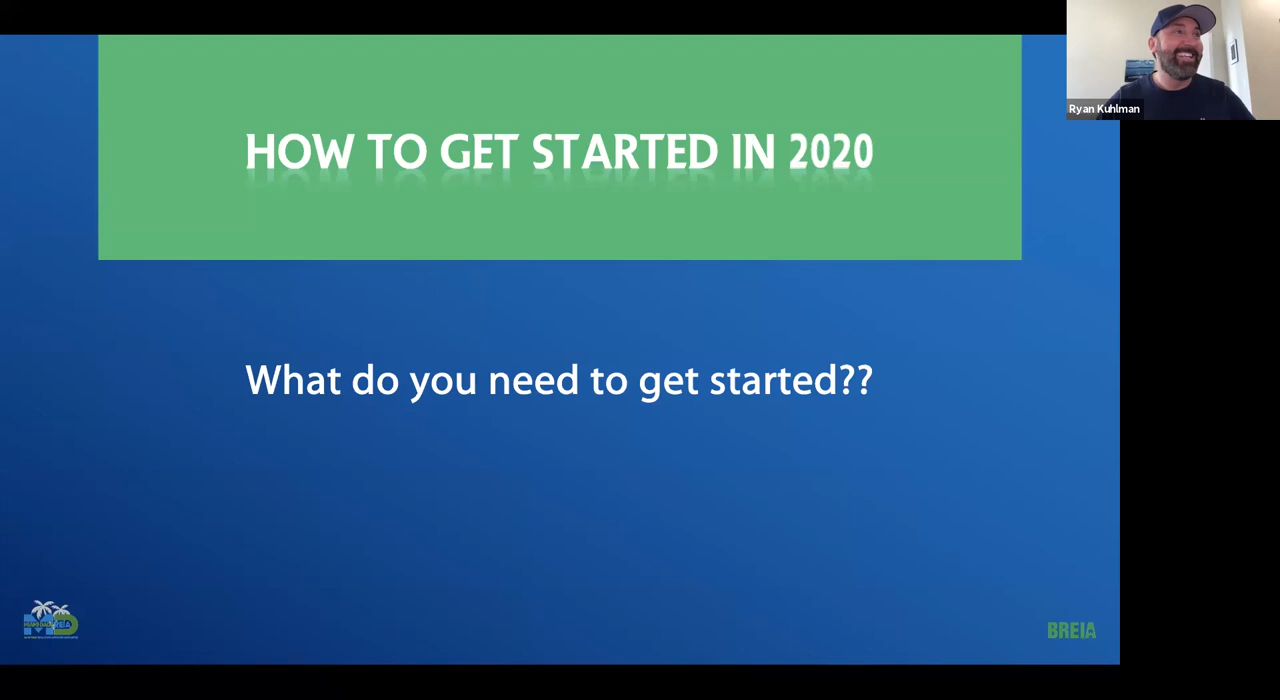 HOW TO GET STARTED IN 2020
Ryan Kuhlman
What do you need to get started??
BREIA